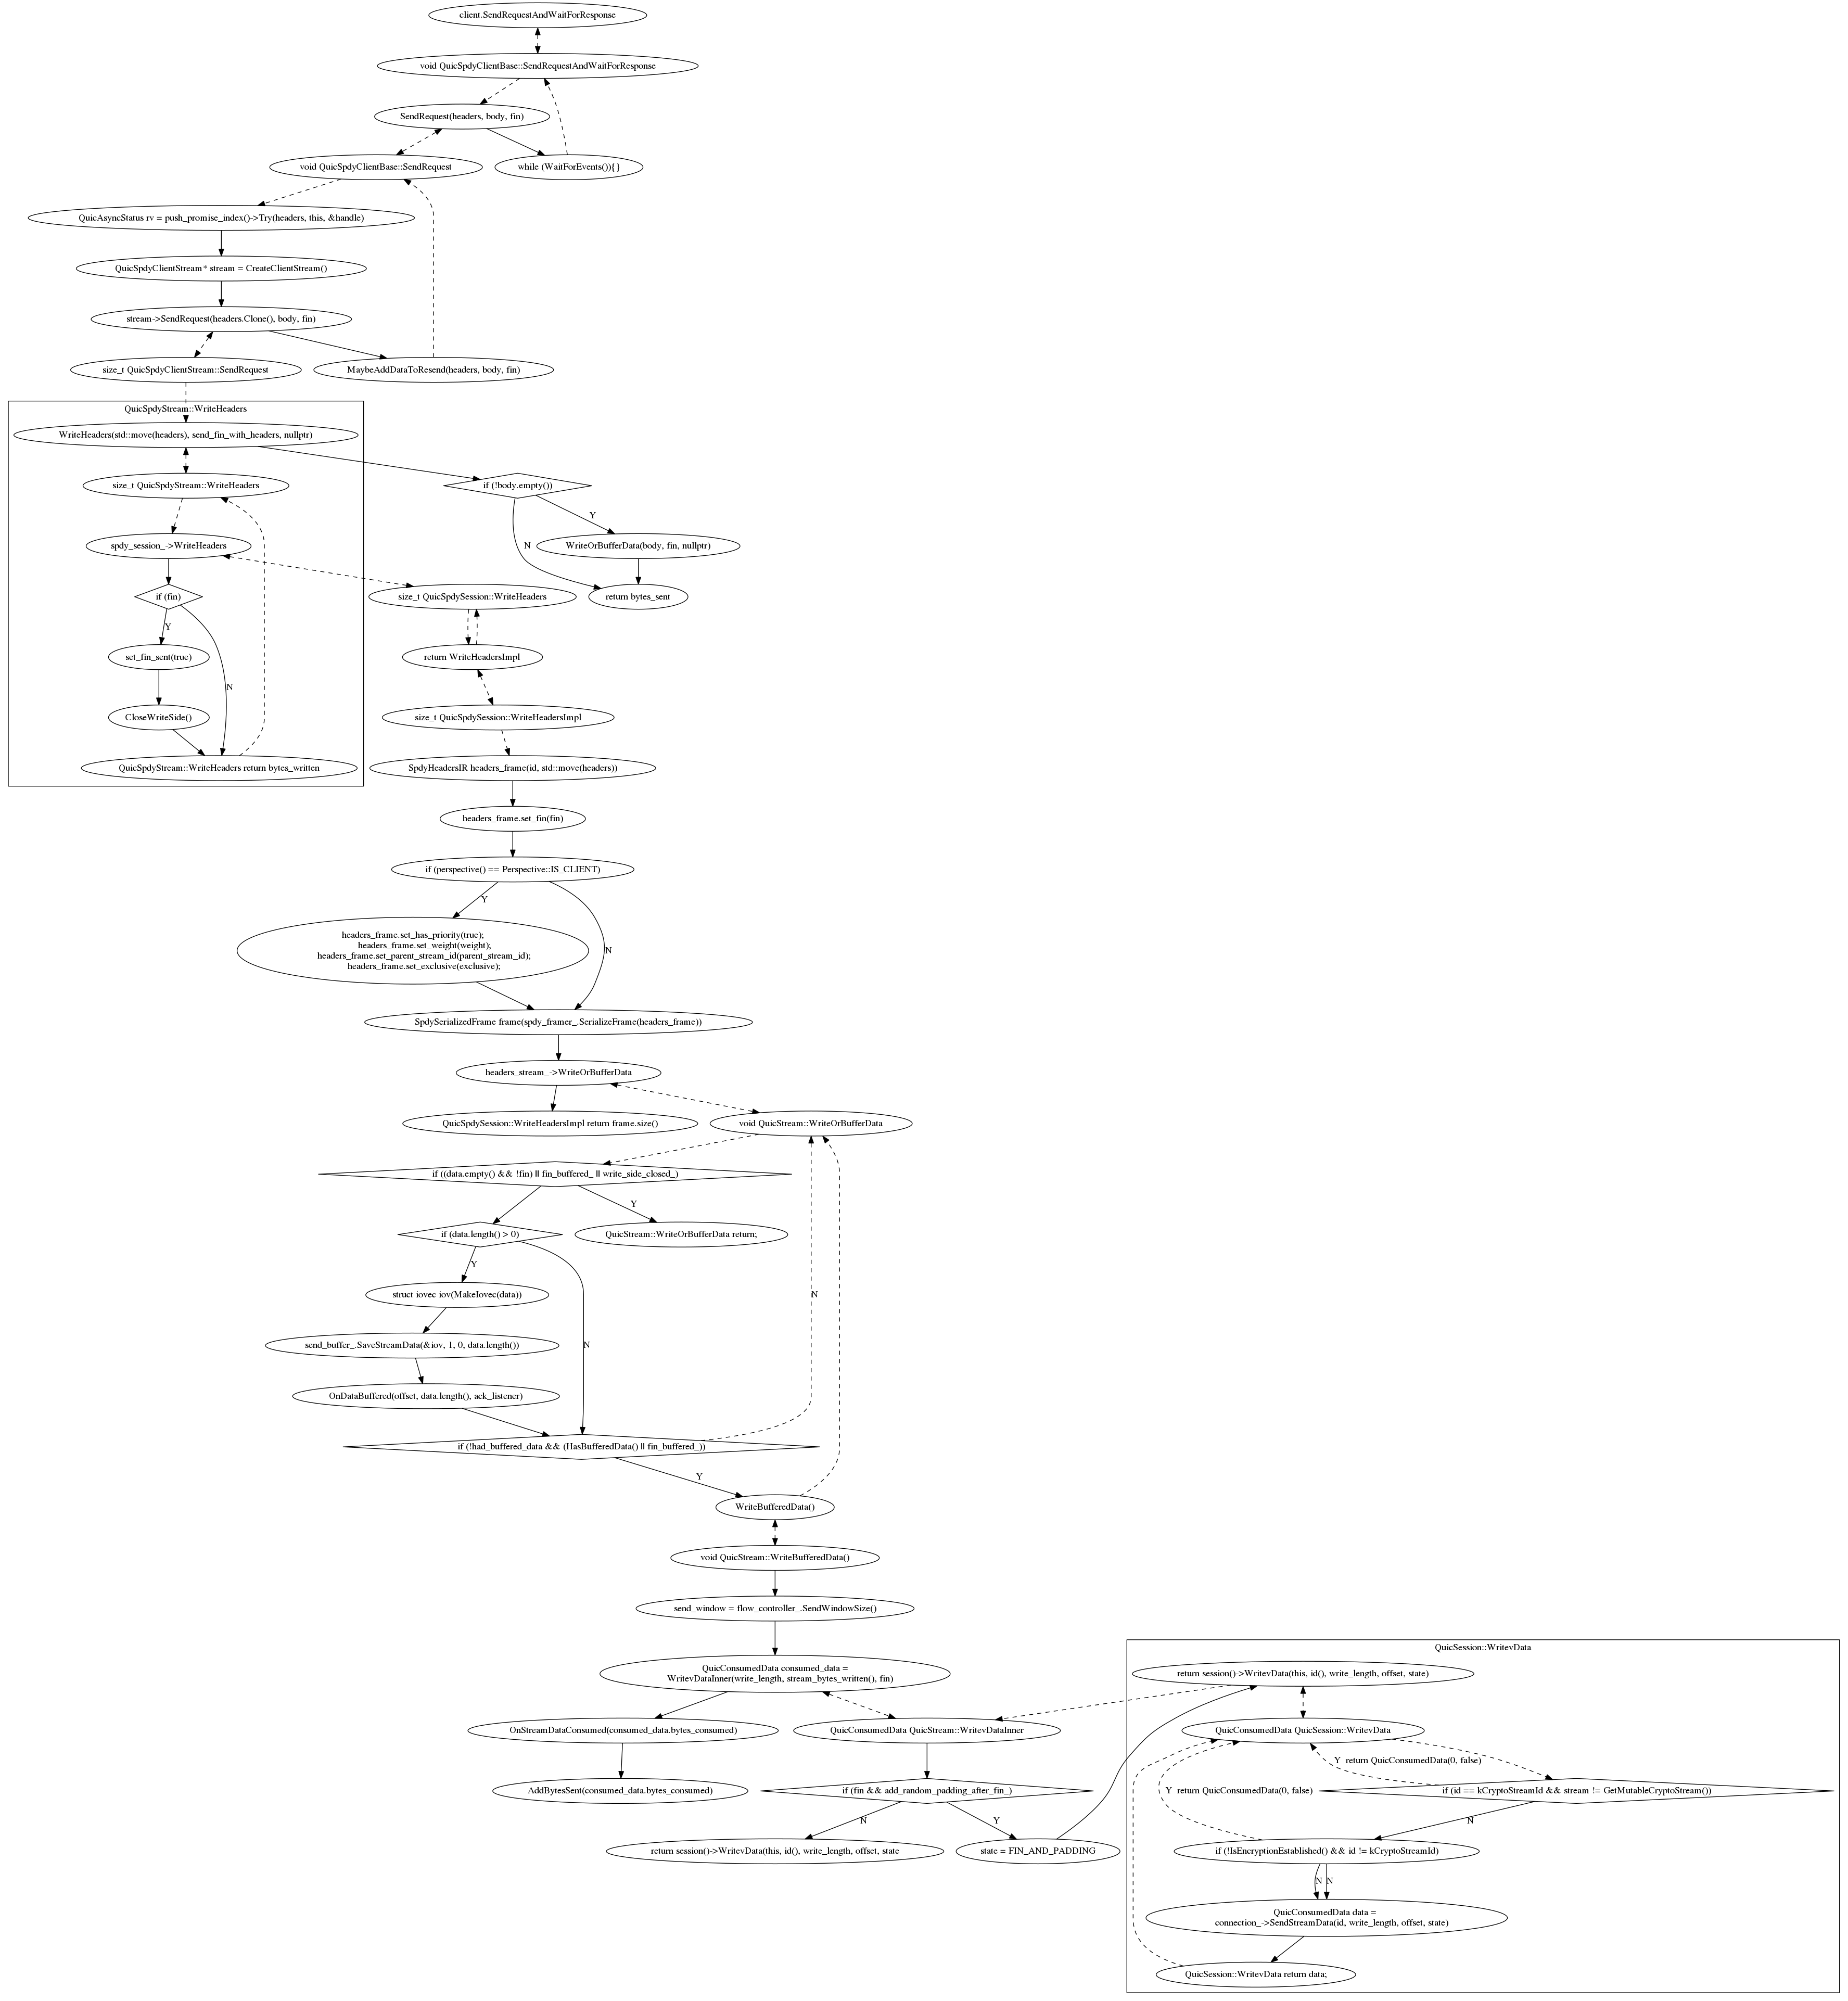 client.SendRequestAndWaitForResponse
void QuicSpdyClientBase::SendRequestAndWaitForResponse
SendRequest(headers, body, fin)
void QuicSpdyClientBase::SendRequest
while (WaitForEvents()){}
QuicAsyncStatus rv = push_promise_index()->Try(headers, this, &handle)
QuicSpdyClientStream* stream = CreateClientStream()
stream->SendRequest(headers.Clone(), body, fin)
size_t QuicSpdyClientStream::SendRequest
MaybeAddDataToResend(headers, body, fin)
QuicSpdyStream::WriteHeaders
WriteHeaders(std::move(headers), send_fin_with_headers, nullptr)
size_t QuicSpdyStream::WriteHeaders
if (!body.empty())
Y
spdy_session_->WriteHeaders
N
WriteOrBufferData(body, fin, nullptr)
if (fin)
size_t QuicSpdySession::WriteHeaders
return bytes_sent
Y
set_fin_sent(true)
return WriteHeadersImpl
N
CloseWriteSide()
size_t QuicSpdySession::WriteHeadersImpl
QuicSpdyStream::WriteHeaders return bytes_written
SpdyHeadersIR headers_frame(id, std::move(headers))
headers_frame.set_fin(fin)
if (perspective() == Perspective::IS_CLIENT)
Y
headers_frame.set_has_priority(true);
headers_frame.set_weight(weight);
headers_frame.set_parent_stream_id(parent_stream_id);
headers_frame.set_exclusive(exclusive);
N
SpdySerializedFrame frame(spdy_framer_.SerializeFrame(headers_frame))
headers_stream_->WriteOrBufferData
QuicSpdySession::WriteHeadersImpl return frame.size()
void QuicStream::WriteOrBufferData
if ((data.empty() && !fin) || fin_buffered_ || write_side_closed_)
Y
if (data.length() > 0)
QuicStream::WriteOrBufferData return;
Y
struct iovec iov(MakeIovec(data))
N
send_buffer_.SaveStreamData(&iov, 1, 0, data.length())
N
OnDataBuffered(offset, data.length(), ack_listener)
if (!had_buffered_data && (HasBufferedData() || fin_buffered_))
Y
WriteBufferedData()
void QuicStream::WriteBufferedData()
send_window = flow_controller_.SendWindowSize()
QuicConsumedData consumed_data =
WritevDataInner(write_length, stream_bytes_written(), fin)
QuicSession::WritevData
return session()->WritevData(this, id(), write_length, offset, state)
OnStreamDataConsumed(consumed_data.bytes_consumed)
QuicConsumedData QuicStream::WritevDataInner
QuicConsumedData QuicSession::WritevData
Y return QuicConsumedData(0, false)
AddBytesSent(consumed_data.bytes_consumed)
if (fin && add_random_padding_after_fin_)
Y return QuicConsumedData(0, false)
if (id == kCryptoStreamId && stream != GetMutableCryptoStream())
N
Y
N
return session()->WritevData(this, id(), write_length, offset, state
state = FIN_AND_PADDING
if (!IsEncryptionEstablished() && id != kCryptoStreamId)
N
N
QuicConsumedData data =
connection_->SendStreamData(id, write_length, offset, state)
QuicSession::WritevData return data;